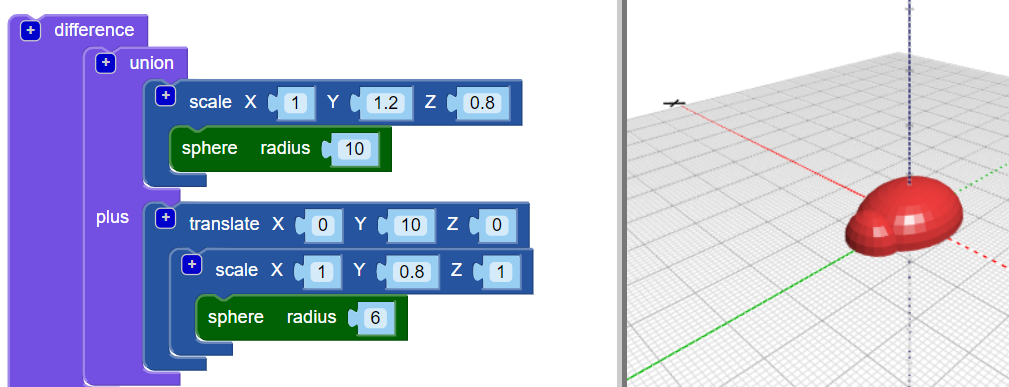 + difference
+ union
+ scale X 1 Y 1.2 Z 0.8
sphere radius 10
plus + translate X 0 Y 10 Z 0
+ scale X 1 Y 0.8 Z 1
sphere radius 6